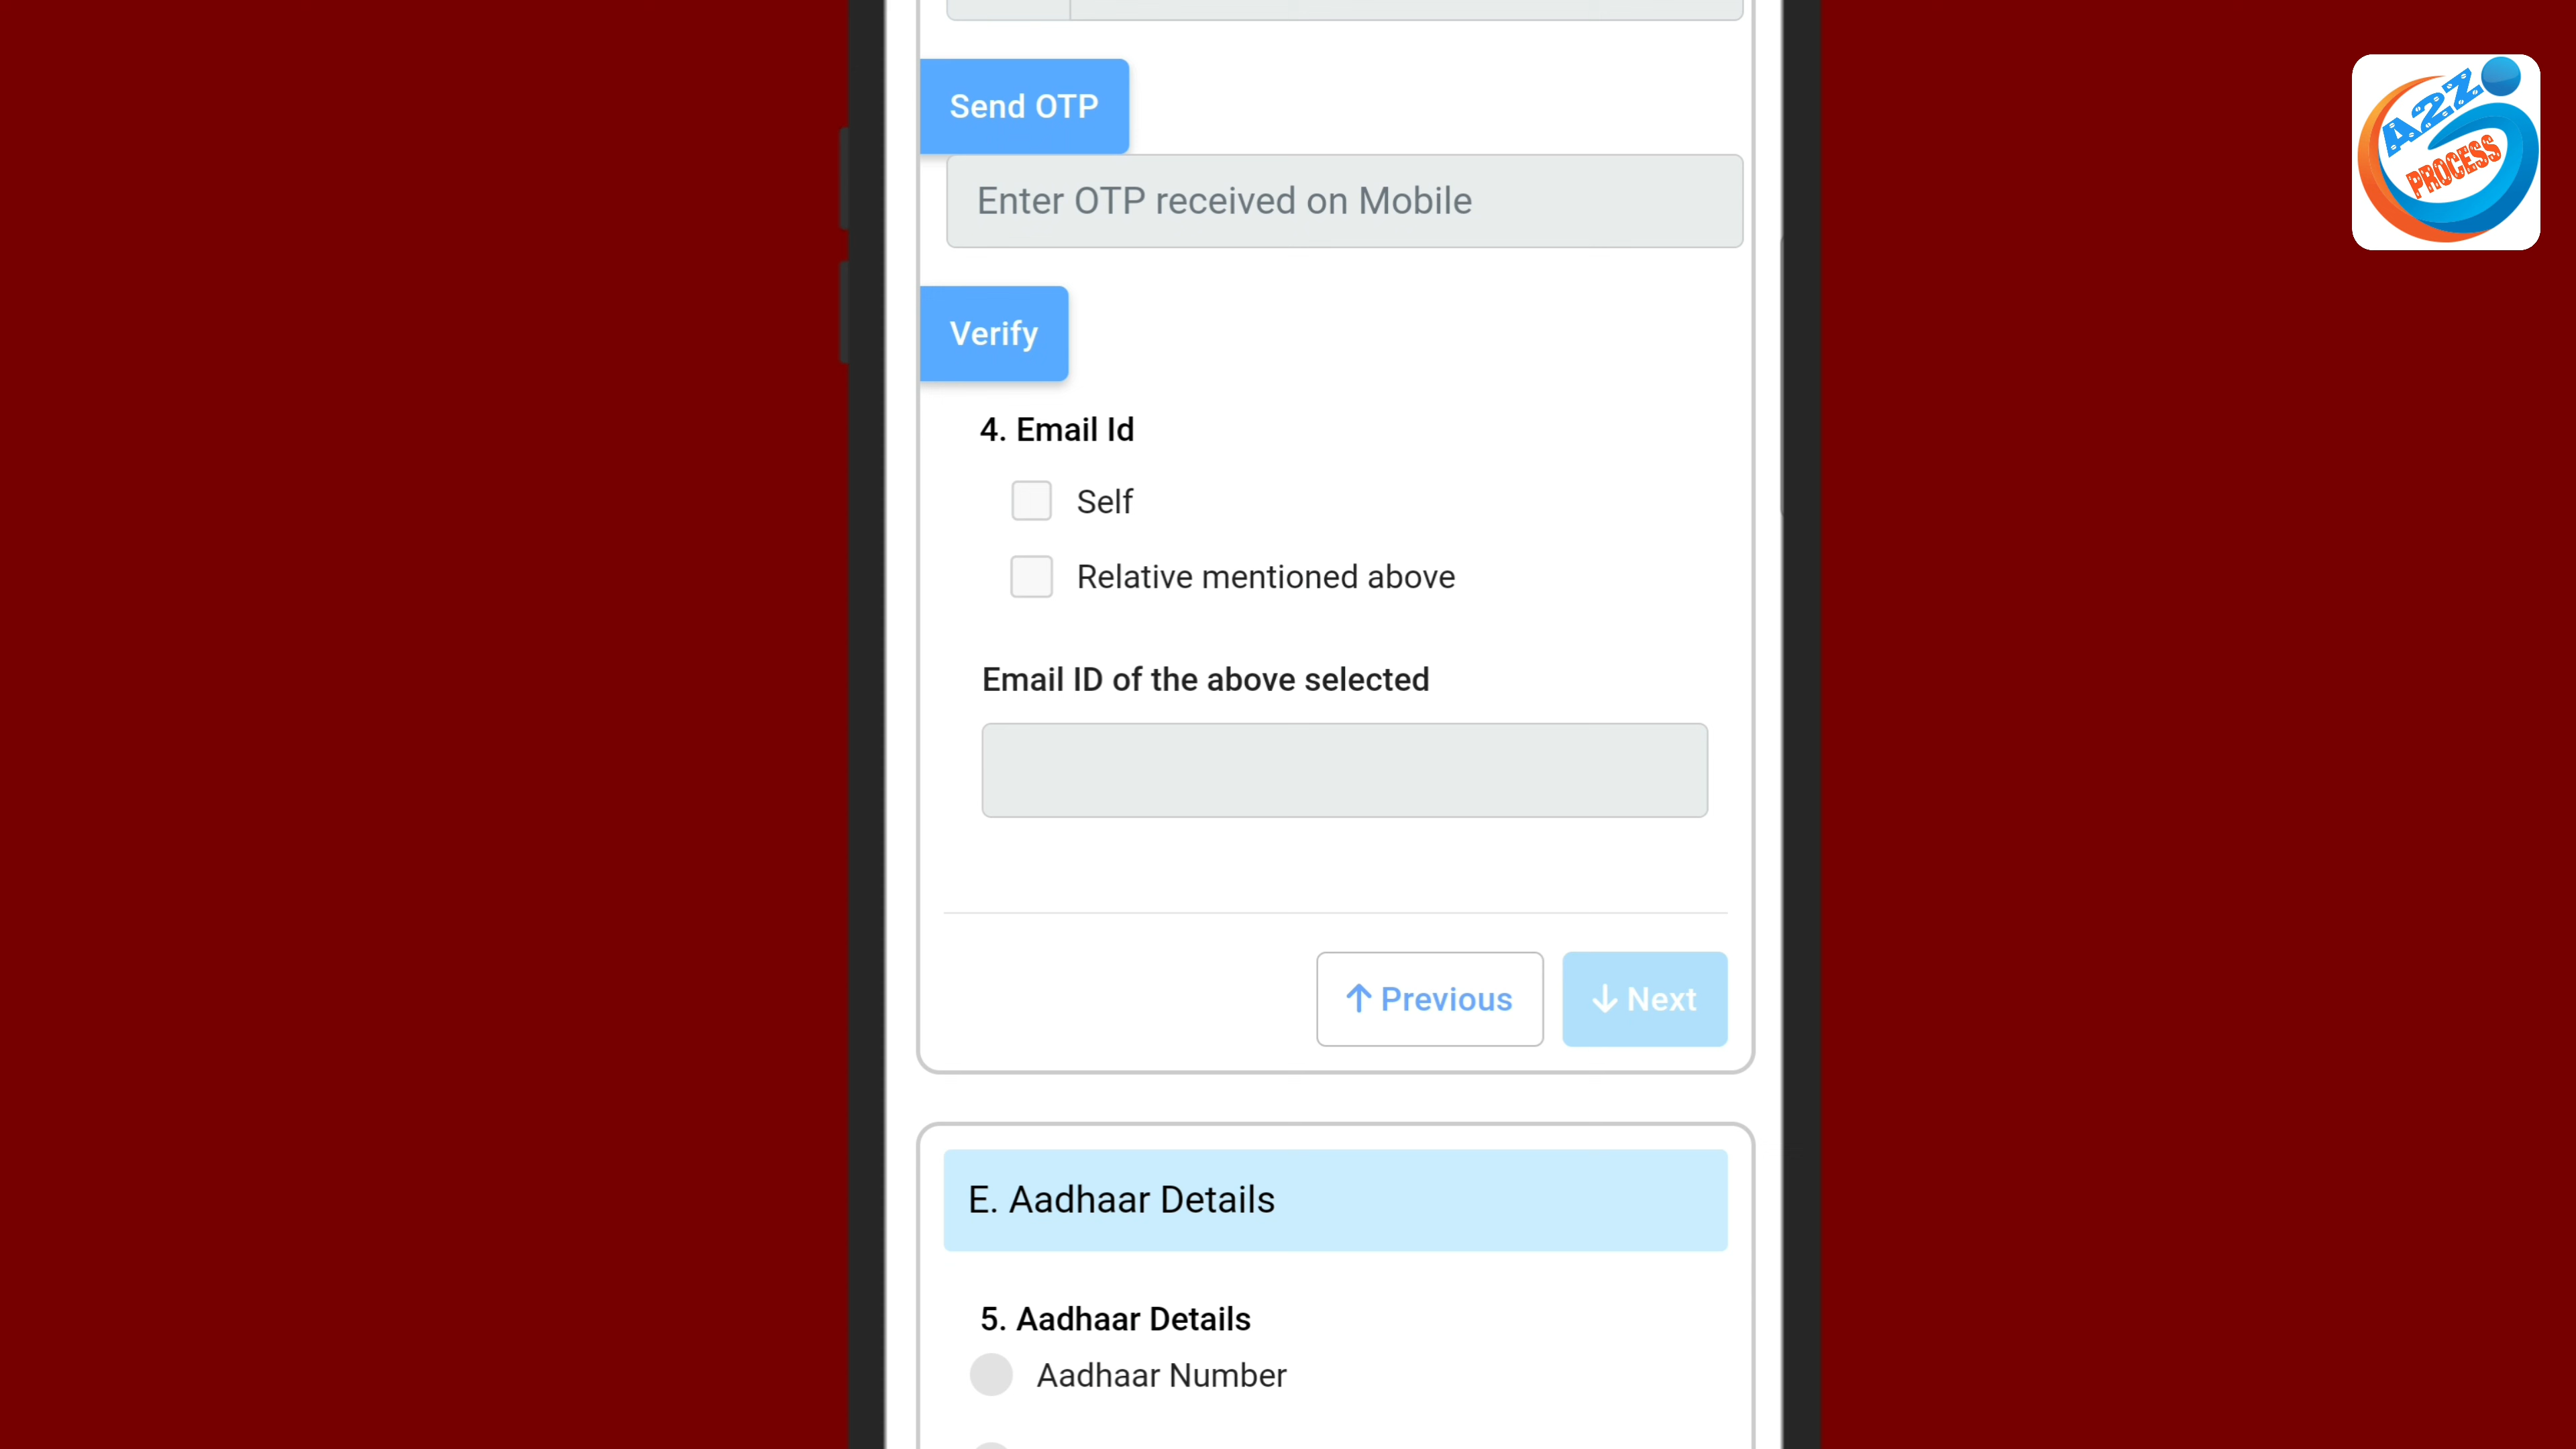 Send OTP
Enter OTP received on Mobile
Verify
4. Email Id
Self
Relative mentioned above
Email ID of the above selected
Previous
Next
E. Aadhaar Details
5. Aadhaar Details
Aadhaar Number
A2Z
PROCESS